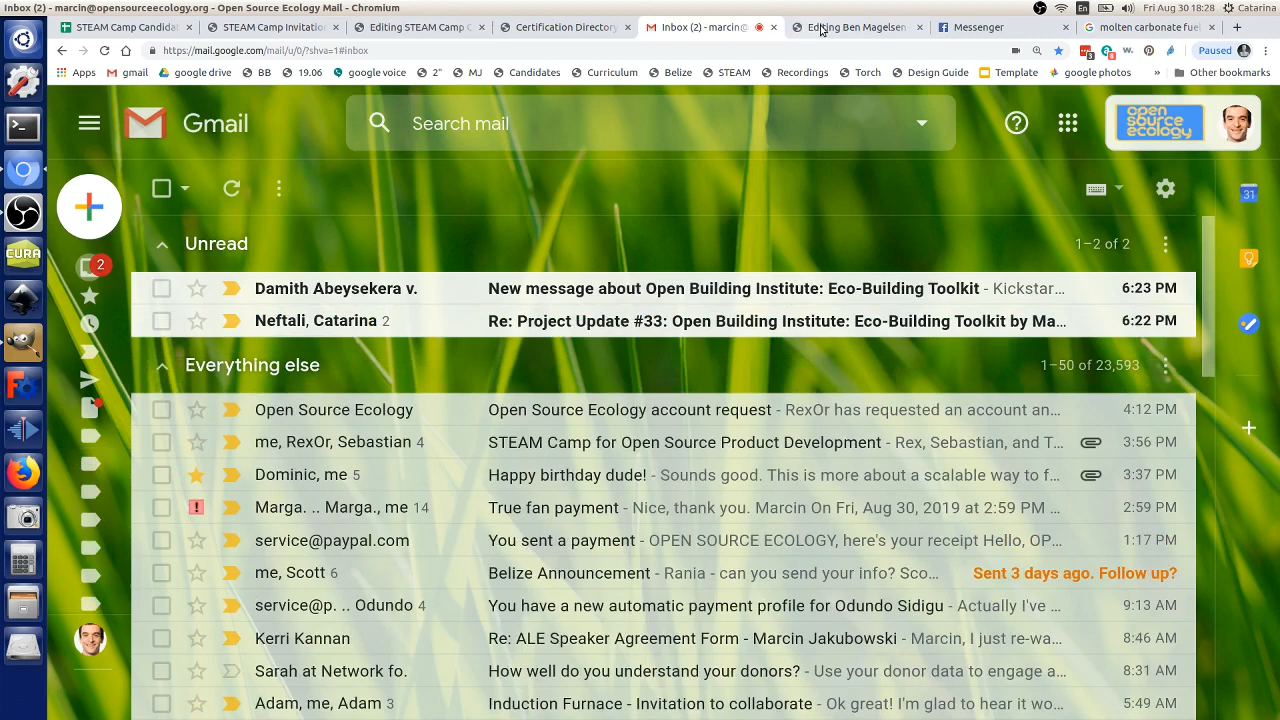 Inbox (2) - marcin@opensourceecology.org - Open Source Ecology Mail - Chromium
En Fri Aug 30 18:28 Catarina
STEAM Camp Candidat
STEAM Camp Invitatio
Editing STEAM Camp C
Certification Directory
Inbox (2) - marcin@
Editing Ben Magelsen
Messenger
molten carbonate fuel
https://mail.google.com/mail/u/0/?shva=1#inbox
Paused
Apps gmail google drive BB 19.06 google voice 2" MJ Candidates Curriculum Belize STEAM Recordings Torch Design Guide Template google photos » Other bookmarks
Gmail
Search mail
open source ecology
31
2
CURA
Unread
1–2 of 2
Damith Abeysekera v. New message about Open Building Institute: Eco-Building Toolkit - Kickstar… 6:23 PM
Neftali, Catarina 2 Re: Project Update #33: Open Building Institute: Eco-Building Toolkit by Ma… 6:22 PM
Everything else
1–50 of 23,593
Open Source Ecology Open Source Ecology account request - RexOr has requested an account an… 4:12 PM
me, RexOr, Sebastian 4 STEAM Camp for Open Source Product Development - Rex, Sebastian, and T… 3:56 PM
Dominic, me 5 Happy birthday dude! - Sounds good. This is more about a scalable way to f… 3:37 PM
Marga. .. Marga., me 14 True fan payment - Nice, thank you. Marcin On Fri, Aug 30, 2019 at 2:59 PM … 2:59 PM
service@paypal.com You sent a payment - OPEN SOURCE ECOLOGY, here's your receipt Hello, OP… 1:17 PM
me, Scott 6 Belize Announcement - Rania - can you send your info? Sco… Sent 3 days ago. Follow up?
service@p. .. Odundo 4 You have a new automatic payment profile for Odundo Sidigu - Actually I've … 9:13 AM
Kerri Kannan Re: ALE Speaker Agreement Form - Marcin Jakubowski - Marcin, I just re-wa… 8:46 AM
Sarah at Network fo. How well do you understand your donors? - Use your donor data to engage a… 8:31 AM
Adam, me, Adam 3 Induction Furnace - Invitation to collaborate - Ok great! I'm glad to hear it wo… 5:49 AM